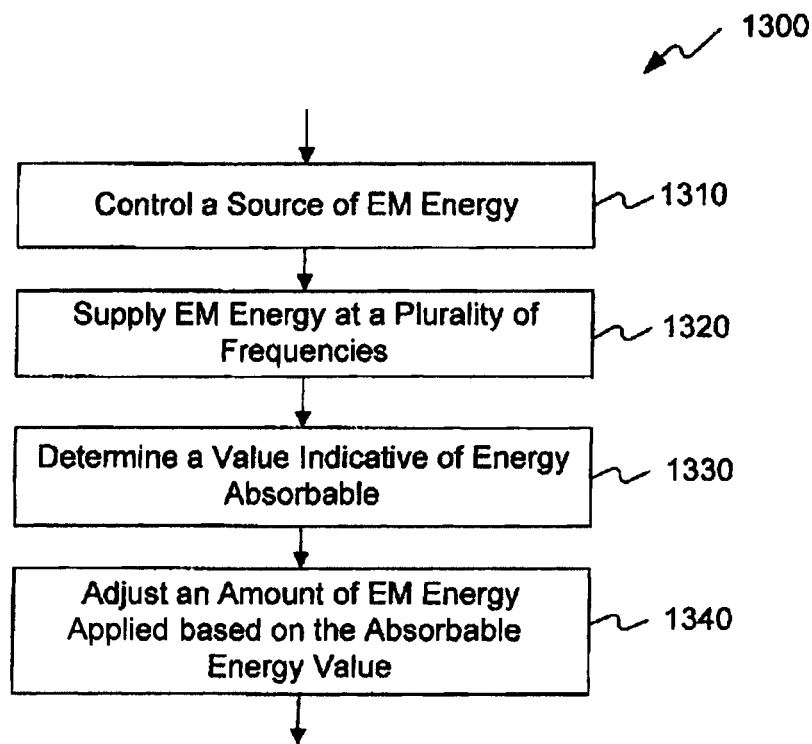 1300
Control a Source of EM Energy
1310
Supply EM Energy at a Plurality of
Frequencies
1320
Determine a Value Indicative of Energy
Absorbable
1330
Adjust an Amount of EM Energy
Applied based on the Absorbable
Energy Value
1340